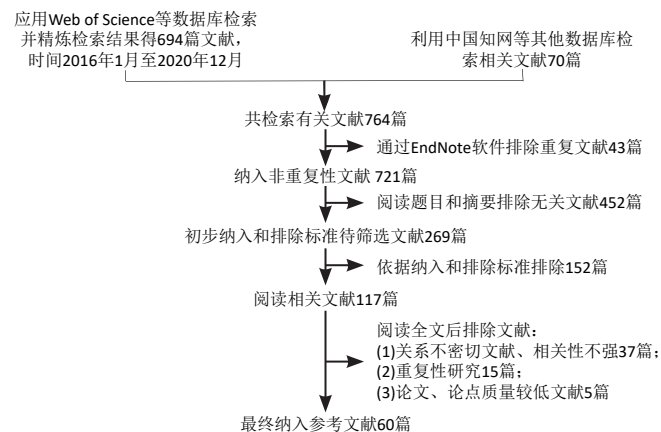 应用Web of Science等数据库检索
并精炼检索结果得694篇文献，
时间2016年1月至2020年12月
利用中国知网等其他数据库检
索相关文献70篇
共检索有关文献764篇
通过EndNote软件排除重复文献43篇
纳入非重复性文献 721篇
阅读题目和摘要排除无关文献452篇
初步纳入和排除标准待筛选文献269篇
依据纳入和排除标准排除152篇
阅读相关文献117篇
阅读全文后排除文献：
(1)关系不密切文献、相关性不强37篇；
(2)重复性研究15篇；
(3)论文、论点质量较低文献5篇
最终纳入参考文献60篇